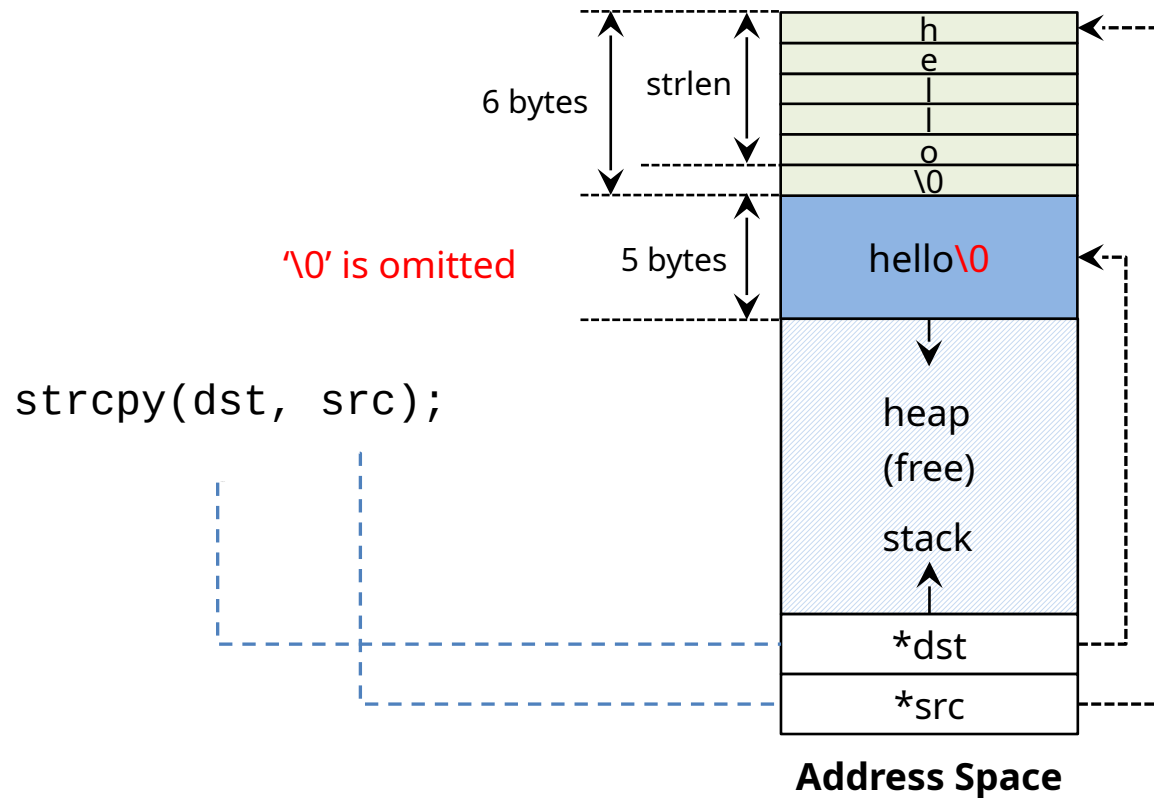 h
e
l
l
o
\0
6 bytes
strlen
5 bytes
hello\0
‘\0’ is omitted
strcpy(dst, src);
heap
(free)
stack
*dst
*src
Address Space